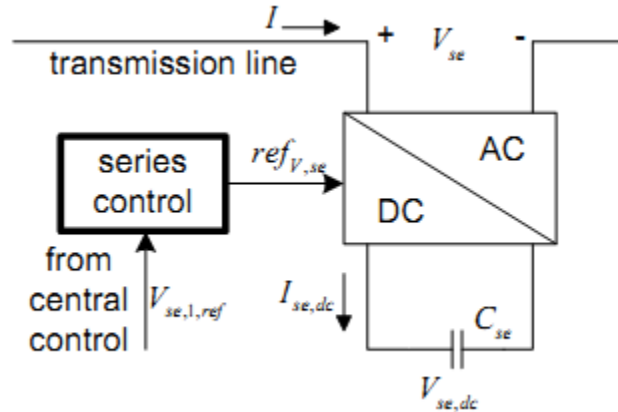 I
+ V_se -
transmission line
series
control
ref_V,se
AC
DC
from
central
control
V_se,1,ref
I_se,dc
C_se
V_se,dc